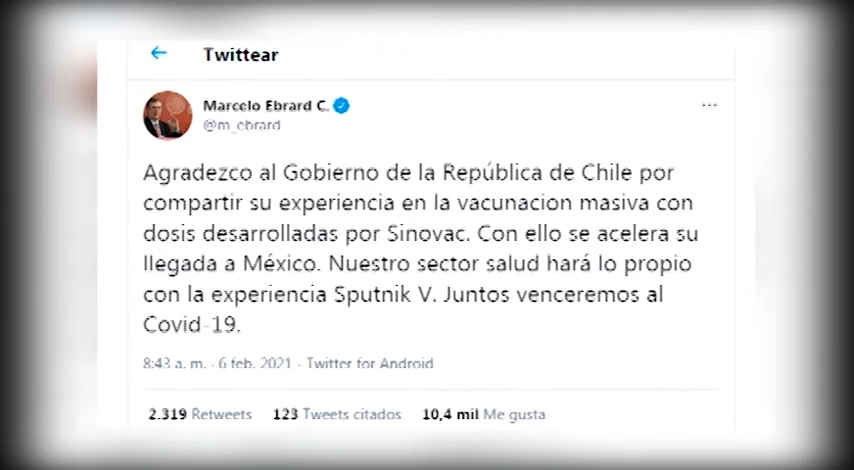 Twittear
Marcelo Ebrard C.
@m_ebrard
Agradezco al Gobierno de la República de Chile por
compartir su experiencia en la vacunacion masiva con
dosis desarrolladas por Sinovac. Con ello se acelera su
llegada a México. Nuestro sector salud hará lo propio
con la experiencia Sputnik V. Juntos venceremos al
Covid-19.
8:43 a. m. · 6 feb. 2021 · Twitter for Android
2.319 Retweets 123 Tweets citados 10,4 mil Me gusta